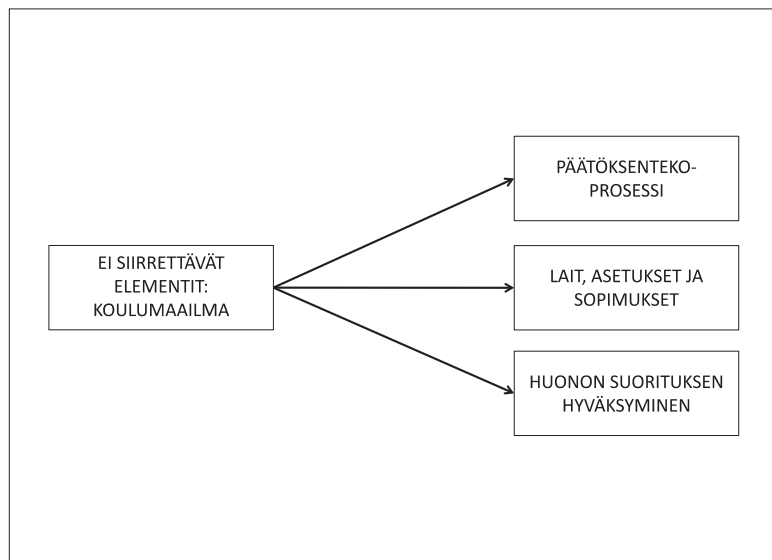 EI SIIRRETTÄVÄT
ELEMENTIT:
KOULUMAAILMA
PÄÄTÖKSENTEKO-
PROSESSI
LAIT, ASETUKSET JA
SOPIMUKSET
HUONON SUORITUKSEN
HYVÄKSYMINEN